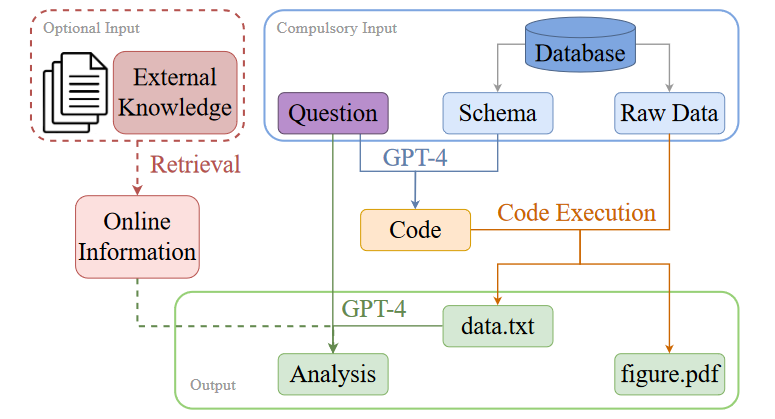 Optional Input
Compulsory Input
External
Knowledge
Database
Question
Schema
Raw Data
GPT-4
Retrieval
Online
Information
Code
Code Execution
GPT-4
data.txt
Analysis
figure.pdf
Output